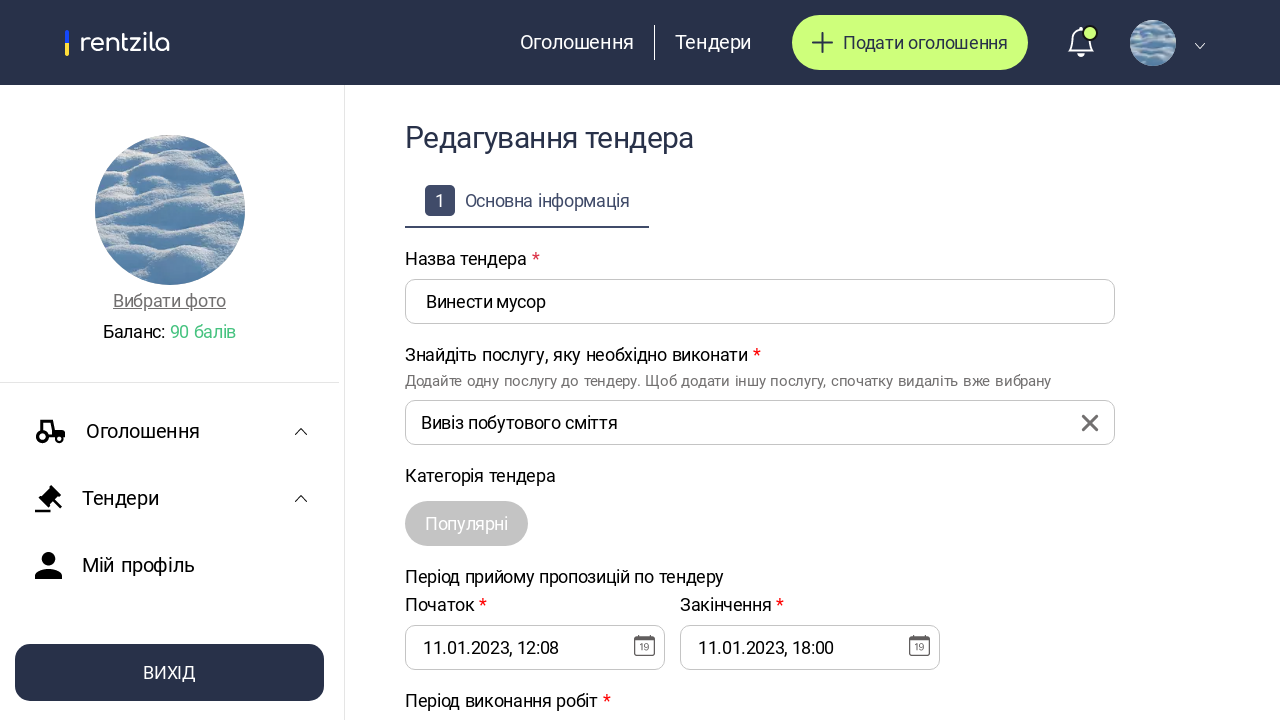 rentzila
Оголошення
Тендери
Подати оголошення
Вибрати фото
Баланс: 90 балів
Оголошення
Тендери
Мій профіль
ВИХІД
Редагування тендера
1 Основна інформація
Назва тендера *
Винести мусор
Знайдіть послугу, яку необхідно виконати *
Додайте одну послугу до тендеру. Щоб додати іншу послугу, спочатку видаліть вже вибрану
Вивіз побутового сміття
Категорія тендера
Популярні
Період прийому пропозицій по тендеру
Початок *
Закінчення *
11.01.2023, 12:08
19
11.01.2023, 18:00
19
Період виконання робіт *